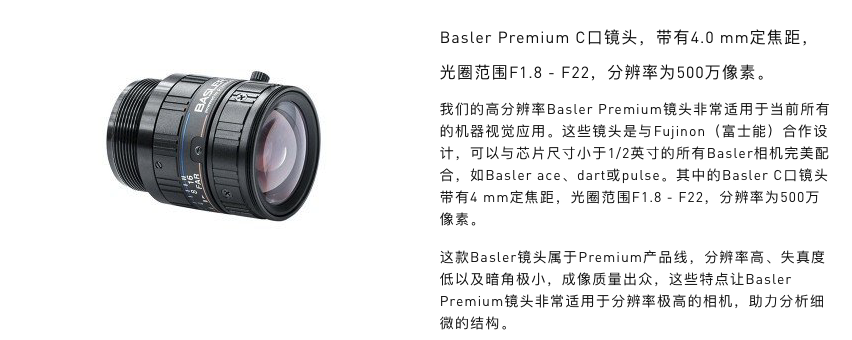 BASLER
FAR
16
8
Basler Premium C口镜头，带有4.0 mm定焦距，
光圈范围F1.8 - F22，分辨率为500万像素。
我们的高分辨率Basler Premium镜头非常适用于当前所有
的机器视觉应用。这些镜头是与Fujinon（富士能）合作设
计，可以与芯片尺寸小于1/2英寸的所有Basler相机完美配
合，如Basler ace、dart或pulse。其中的Basler C口镜头
带有4 mm定焦距，光圈范围F1.8 - F22，分辨率为500万
像素。
这款Basler镜头属于Premium产品线，分辨率高、失真度
低以及暗角极小，成像质量出众，这些特点让Basler
Premium镜头非常适用于分辨率极高的相机，助力分析细
微的结构。